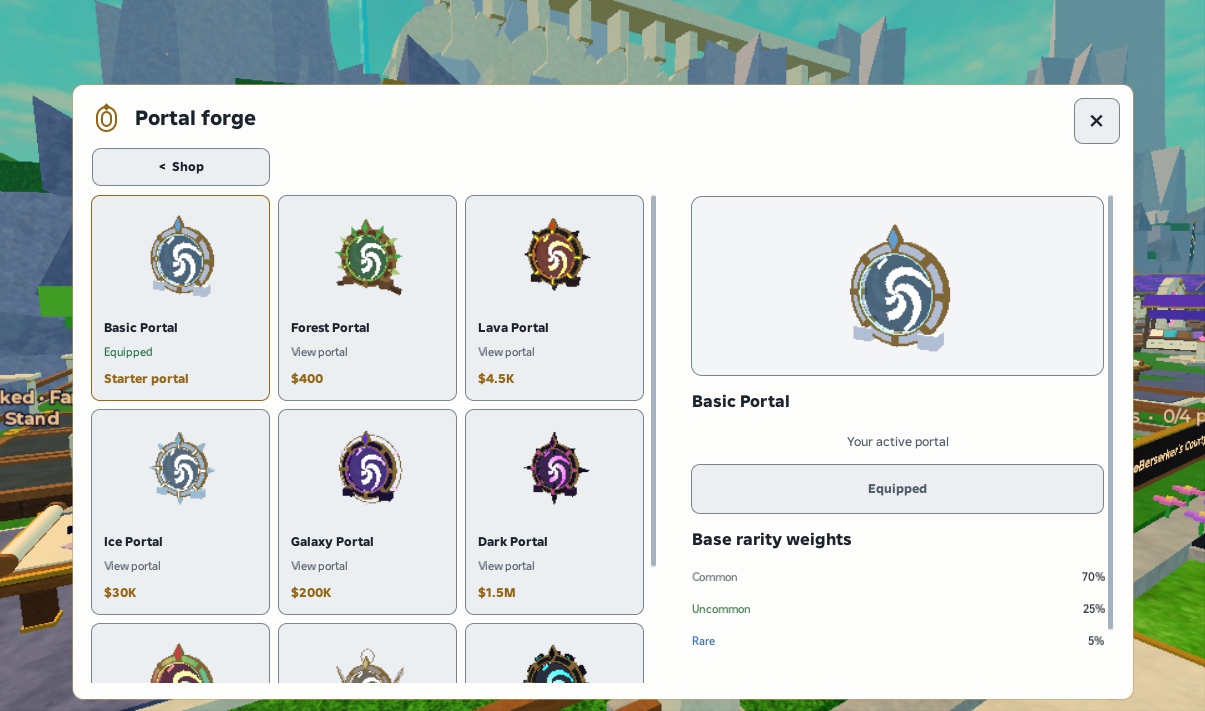 Portal forge
×
< Shop
Basic Portal
Equipped
Starter portal
Forest Portal
View portal
$400
Lava Portal
View portal
$4.5K
Ice Portal
View portal
$30K
Galaxy Portal
View portal
$200K
Dark Portal
View portal
$1.5M
Basic Portal
Your active portal
Equipped
Base rarity weights
Common 70%
Uncommon 25%
Rare 5%
Stand
0/4